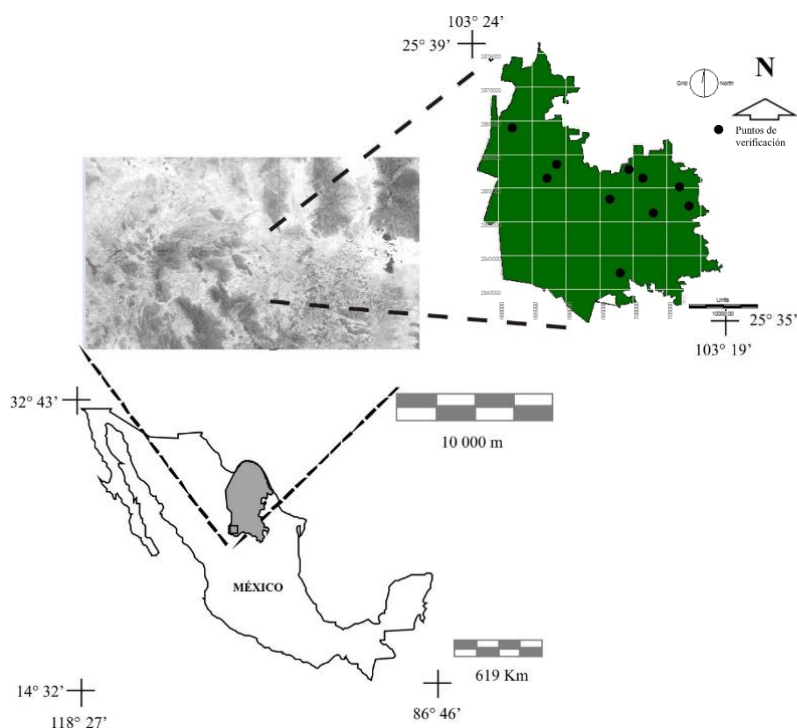 103° 24’
25° 39’
N
Grid North
Puntos de
verificación
Units
25° 35’
103° 19’
32° 43’
10 000 m
MÉXICO
619 Km
14° 32’
118° 27’
86° 46’